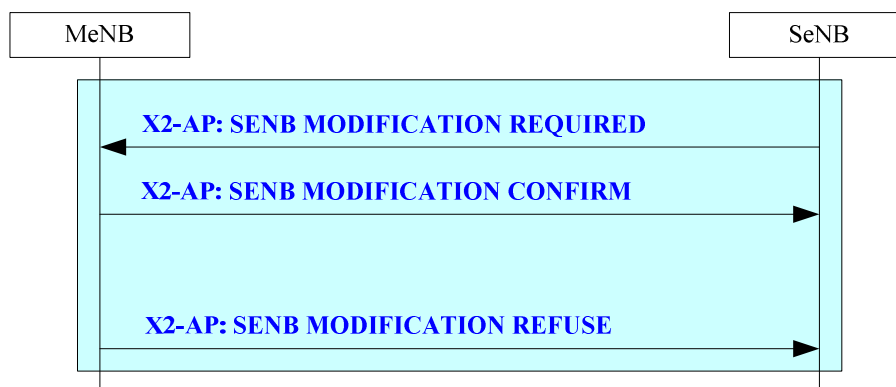 MeNB
SeNB
X2-AP: SENB MODIFICATION REQUIRED
X2-AP: SENB MODIFICATION CONFIRM
X2-AP: SENB MODIFICATION REFUSE